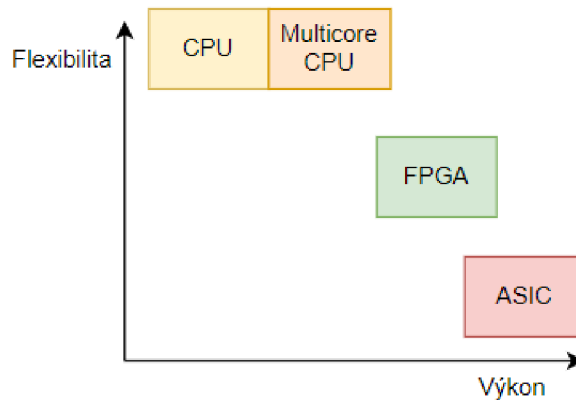 Flexibilita
CPU
Multicore
CPU
FPGA
ASIC
Výkon